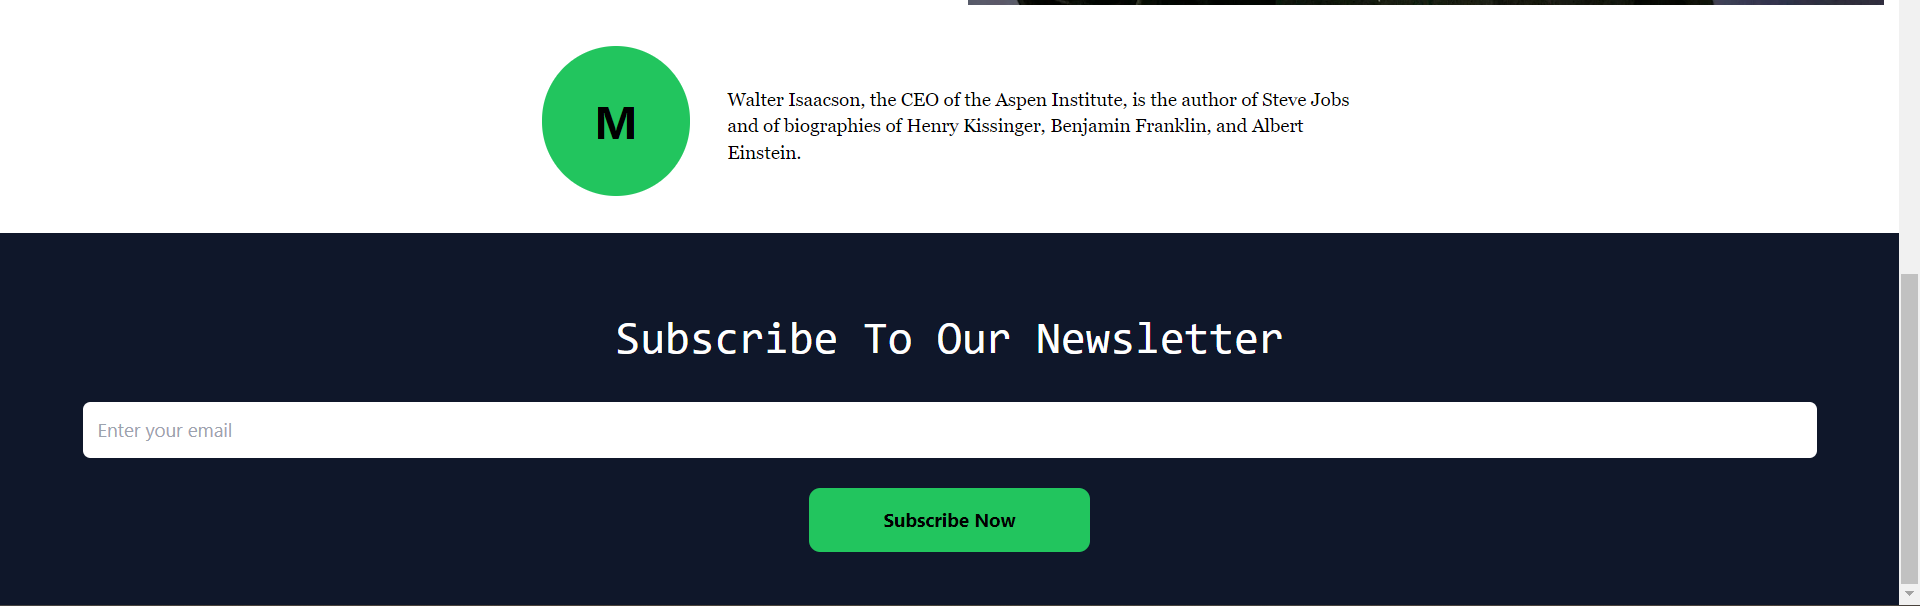 M
Walter Isaacson, the CEO of the Aspen Institute, is the author of Steve Jobs
and of biographies of Henry Kissinger, Benjamin Franklin, and Albert
Einstein.
Subscribe To Our Newsletter
Enter your email
Subscribe Now